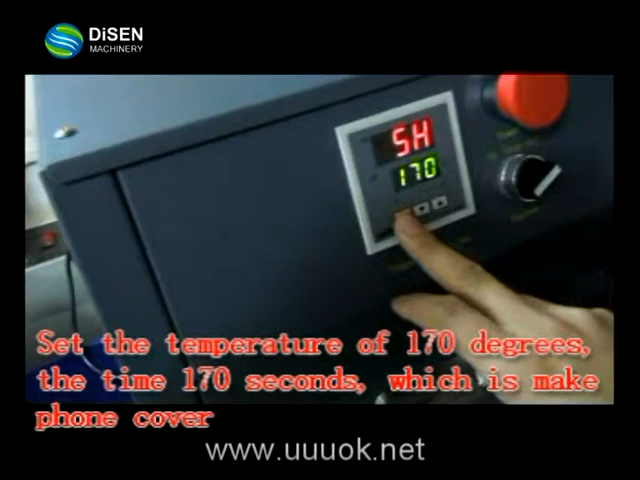 DiSEN
MACHINERY
SH
170
Set the temperature of 170 degrees,
the time 170 seconds, which is make
phone cover
www.uuuok.net